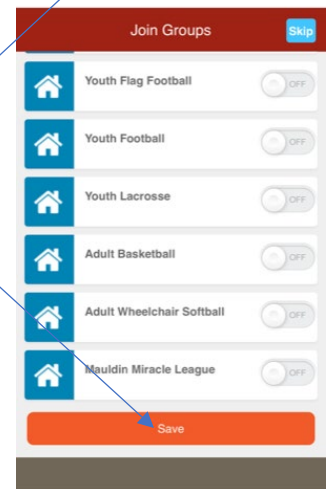 Join Groups Skip
Youth Flag Football OFF
Youth Football OFF
Youth Lacrosse OFF
Adult Basketball OFF
Adult Wheelchair Softball OFF
Mauldin Miracle League OFF
Save